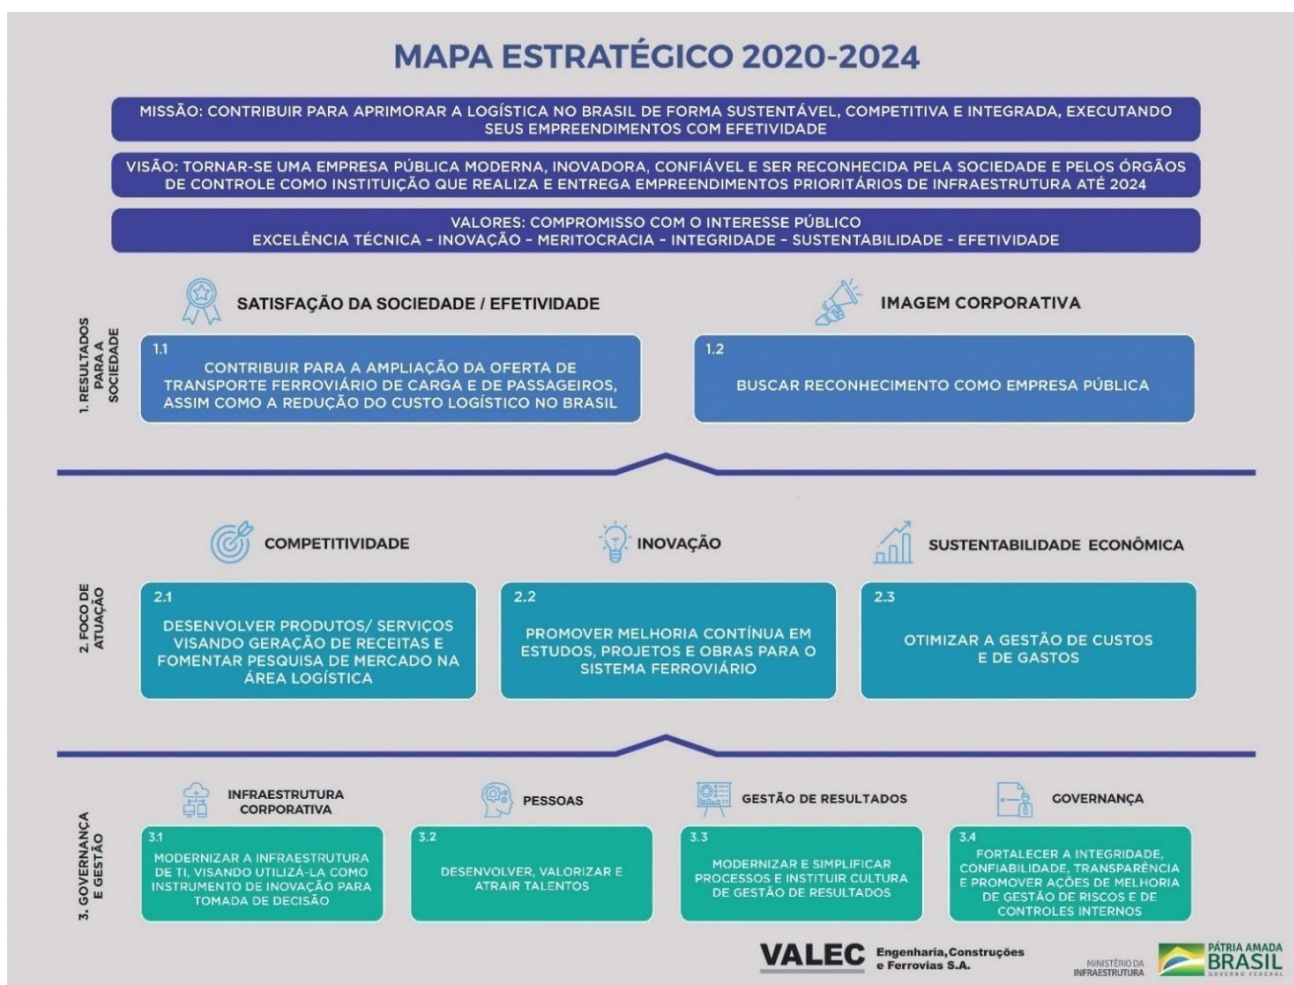 MAPA ESTRATÉGICO 2020-2024
MISSÃO: CONTRIBUIR PARA APRIMORAR A LOGÍSTICA NO BRASIL DE FORMA SUSTENTÁVEL, COMPETITIVA E INTEGRADA, EXECUTANDO
SEUS EMPREENDIMENTOS COM EFETIVIDADE
VISÃO: TORNAR-SE UMA EMPRESA PÚBLICA MODERNA, INOVADORA, CONFIÁVEL E SER RECONHECIDA PELA SOCIEDADE E PELOS ÓRGÃOS
DE CONTROLE COMO INSTITUIÇÃO QUE REALIZA E ENTREGA EMPREENDIMENTOS PRIORITÁRIOS DE INFRAESTRUTURA ATÉ 2024
VALORES: COMPROMISSO COM O INTERESSE PÚBLICO
EXCELÊNCIA TÉCNICA – INOVAÇÃO – MERITOCRACIA – INTEGRIDADE – SUSTENTABILIDADE - EFETIVIDADE
1. RESULTADOS
PARA A
SOCIEDADE
SATISFAÇÃO DA SOCIEDADE / EFETIVIDADE
1.1
CONTRIBUIR PARA A AMPLIAÇÃO DA OFERTA DE
TRANSPORTE FERROVIÁRIO DE CARGA E DE PASSAGEIROS,
ASSIM COMO A REDUÇÃO DO CUSTO LOGÍSTICO NO BRASIL
IMAGEM CORPORATIVA
1.2
BUSCAR RECONHECIMENTO COMO EMPRESA PÚBLICA
2. FOCO DE
ATUAÇÃO
COMPETITIVIDADE
2.1
DESENVOLVER PRODUTOS/ SERVIÇOS
VISANDO GERAÇÃO DE RECEITAS E
FOMENTAR PESQUISA DE MERCADO NA
ÁREA LOGÍSTICA
INOVAÇÃO
2.2
PROMOVER MELHORIA CONTÍNUA EM
ESTUDOS, PROJETOS E OBRAS PARA O
SISTEMA FERROVIÁRIO
SUSTENTABILIDADE ECONÔMICA
2.3
OTIMIZAR A GESTÃO DE CUSTOS
E DE GASTOS
3. GOVERNANÇA
E GESTÃO
INFRAESTRUTURA
CORPORATIVA
3.1
MODERNIZAR A INFRAESTRUTURA
DE TI, VISANDO UTILIZÁ-LA COMO
INSTRUMENTO DE INOVAÇÃO PARA
TOMADA DE DECISÃO
PESSOAS
3.2
DESENVOLVER, VALORIZAR E
ATRAIR TALENTOS
GESTÃO DE RESULTADOS
3.3
MODERNIZAR E SIMPLIFICAR
PROCESSOS E INSTITUIR CULTURA
DE GESTÃO DE RESULTADOS
GOVERNANÇA
3.4
FORTALECER A INTEGRIDADE,
CONFIABILIDADE, TRANSPARÊNCIA
E PROMOVER AÇÕES DE MELHORIA
DE GESTÃO DE RISCOS E DE
CONTROLES INTERNOS
VALEC
Engenharia,Construções
e Ferrovias S.A.
MINISTÉRIO DA
INFRAESTRUTURA
PÁTRIA AMADA
BRASIL
GOVERNO FEDERAL